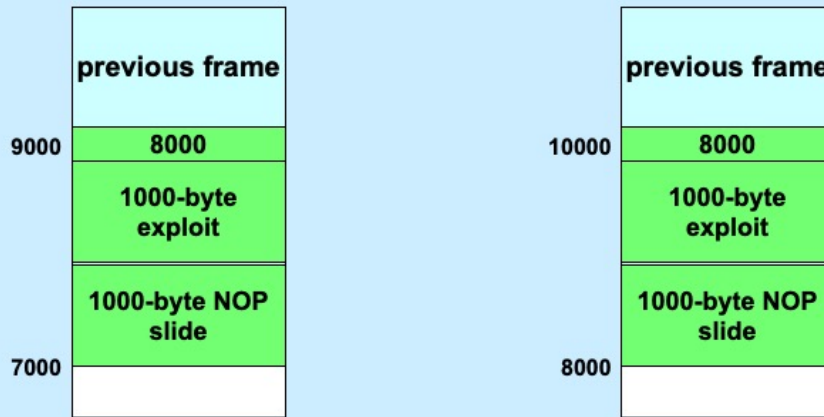 previous frame
9000
8000
1000-byte
exploit
1000-byte NOP
slide
7000
previous frame
10000
8000
1000-byte
exploit
1000-byte NOP
slide
8000